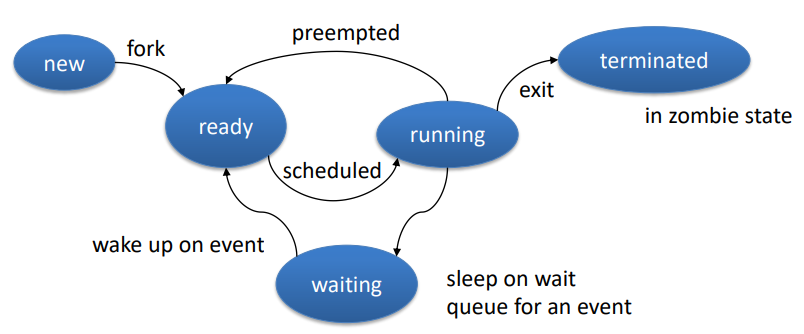 preempted
fork
new
terminated
exit
in zombie state
ready
running
scheduled
wake up on event
waiting
sleep on wait
queue for an event